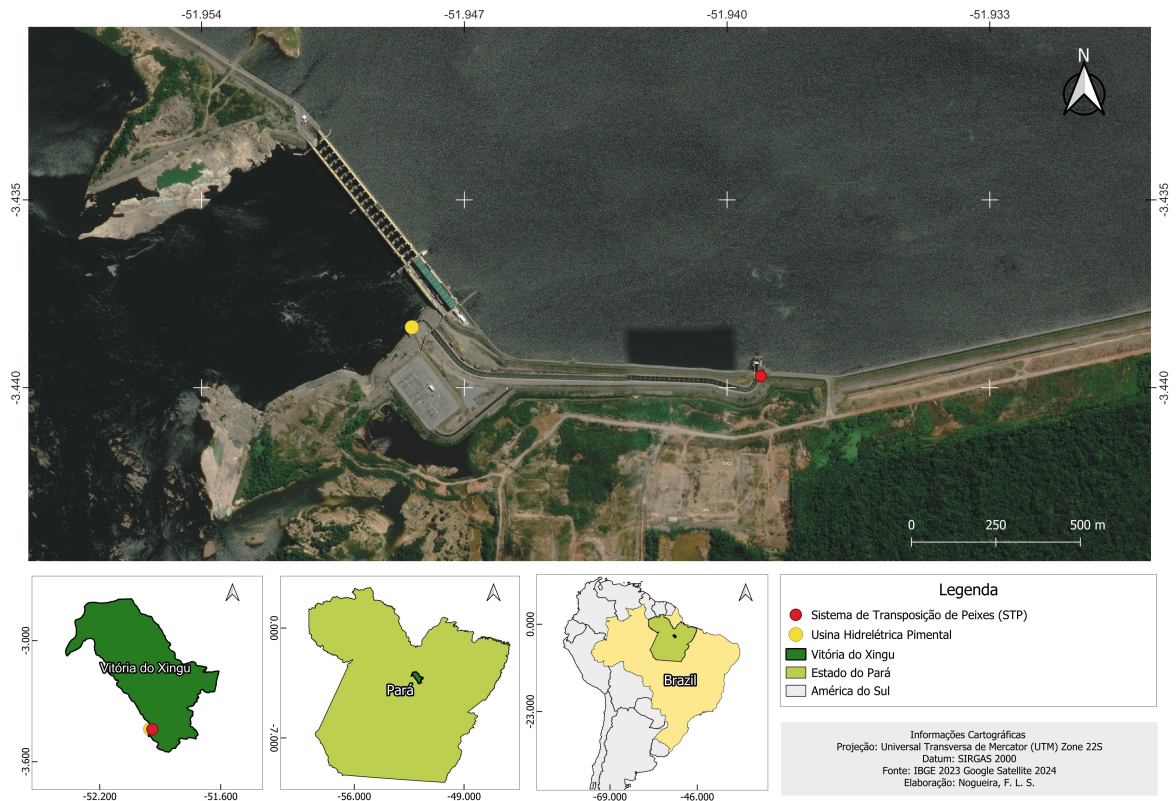 -51.954
-51.947
-51.940
-51.933
N
-3.435
-3.435
-3.440
-3.440
0
250
500 m
-3.000
-3.600
Vitória do Xingu
-52.200
-51.600
0.000
-7.000
Pará
-56.000
-49.000
0.000
-23.000
Brazil
-69.000
-46.000
Legenda
Sistema de Transposição de Peixes (STP)
Usina Hidrelétrica Pimental
Vitória do Xingu
Estado do Pará
América do Sul
Informações Cartográficas
Projeção: Universal Transversa de Mercator (UTM) Zone 22S
Datum: SIRGAS 2000
Fonte: IBGE 2023 Google Satellite 2024
Elaboração: Nogueira, F. L. S.